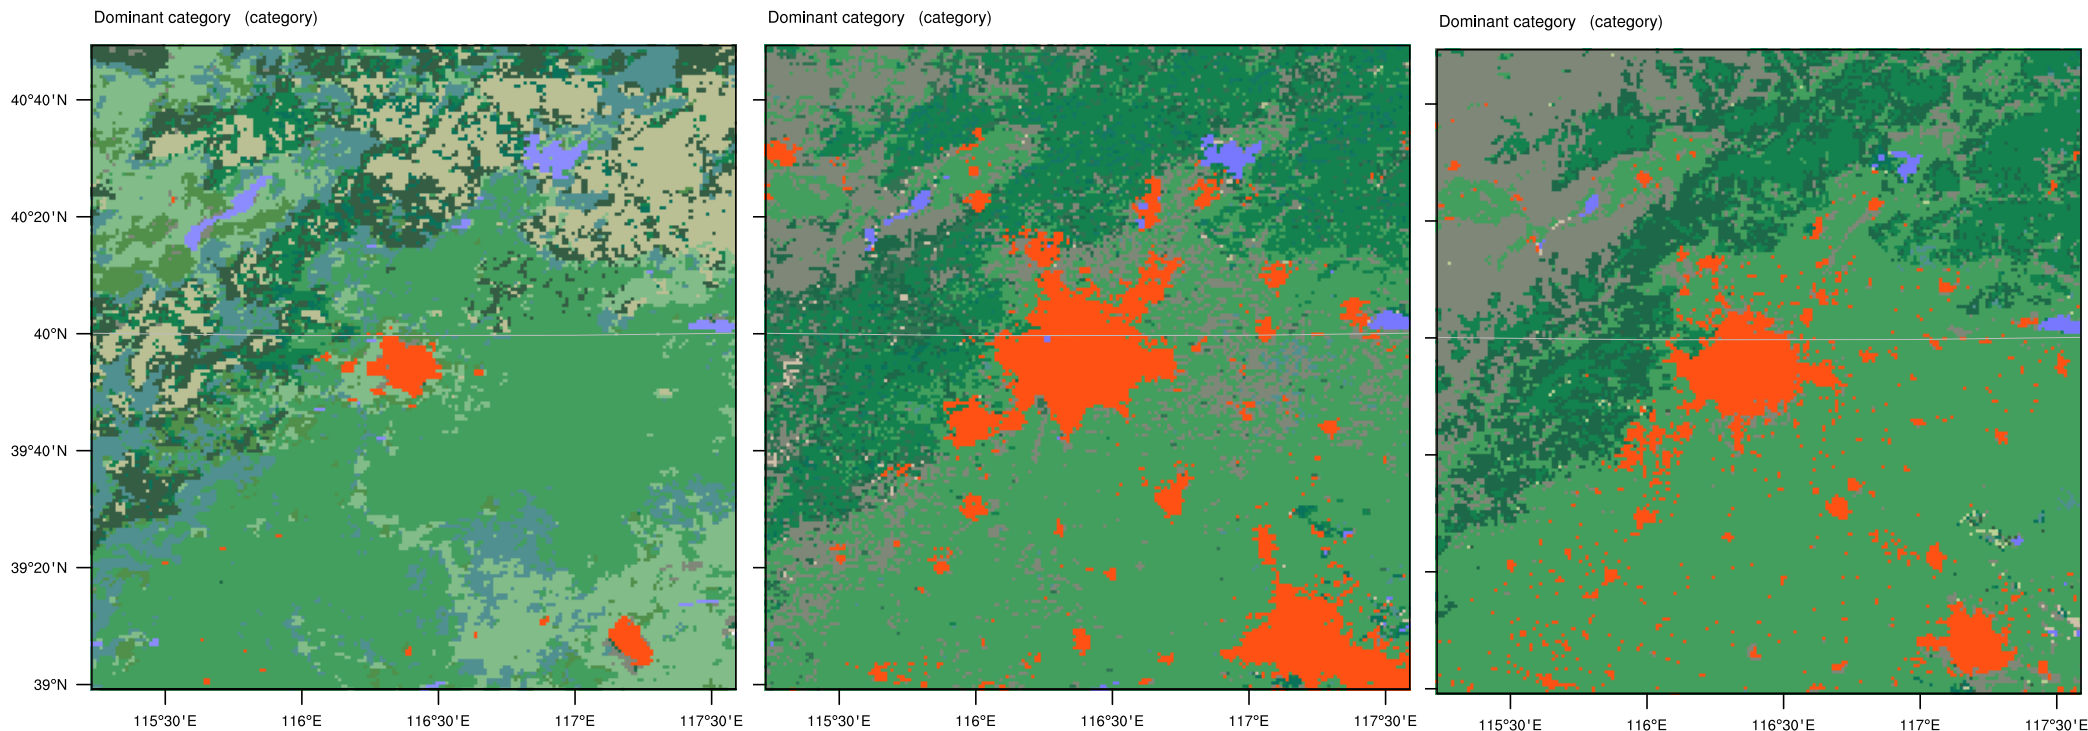 Dominant category (category)
Dominant category (category)
Dominant category (category)
40°40'N
40°20'N
40°N
39°40'N
39°20'N
39°N
115°30'E
116°E
116°30'E
117°E
117°30'E
115°30'E
116°E
116°30'E
117°E
117°30'E
115°30'E
116°E
116°30'E
117°E
117°30'E